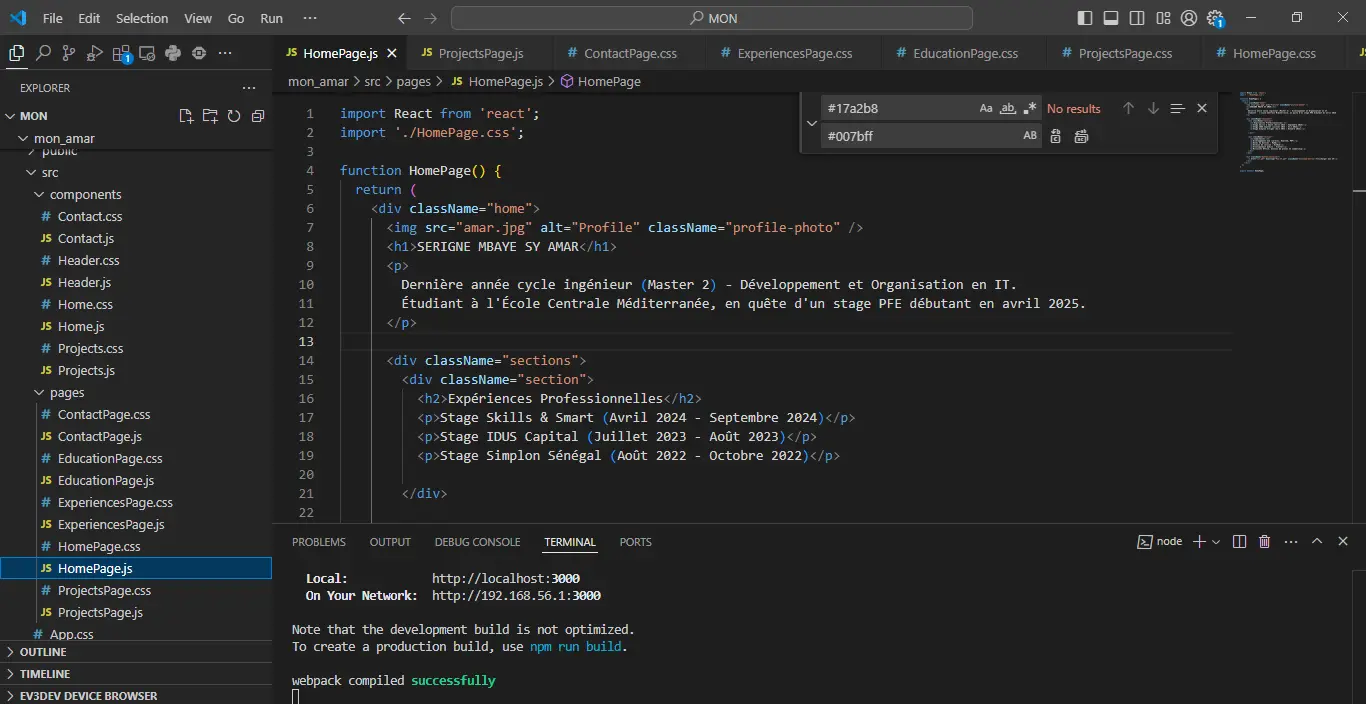 File Edit Selection View Go Run ··· MON
EXPLORER ···
MON
mon_amar
public
src
components
# Contact.css
JS Contact.js
# Header.css
JS Header.js
# Home.css
JS Home.js
# Projects.css
JS Projects.js
pages
# ContactPage.css
JS ContactPage.js
# EducationPage.css
JS EducationPage.js
# ExperiencesPage.css
JS ExperiencesPage.js
# HomePage.css
JS HomePage.js
# ProjectsPage.css
JS ProjectsPage.js
# App.css
OUTLINE
TIMELINE
EV3DEV DEVICE BROWSER
JS HomePage.js JS ProjectsPage.js # ContactPage.css # ExperiencesPage.css # EducationPage.css # ProjectsPage.css # HomePage.css
mon_amar > src > pages > JS HomePage.js > HomePage
#17a2b8 Aa ab .* No results
#007bff AB
1 import React from 'react';
2 import './HomePage.css';
3
4 function HomePage() {
5 return (
6 <div className="home">
7 <img src="amar.jpg" alt="Profile" className="profile-photo" />
8 <h1>SERIGNE MBAYE SY AMAR</h1>
9 <p>
10 Dernière année cycle ingénieur (Master 2) - Développement et Organisation en IT.
11 Étudiant à l'École Centrale Méditerranée, en quête d'un stage PFE débutant en avril 2025.
12 </p>
13
14 <div className="sections">
15 <div className="section">
16 <h2>Expériences Professionnelles</h2>
17 <p>Stage Skills & Smart (Avril 2024 - Septembre 2024)</p>
18 <p>Stage IDUS Capital (Juillet 2023 - Août 2023)</p>
19 <p>Stage Simplon Sénégal (Août 2022 - Octobre 2022)</p>
20
21 </div>
22
PROBLEMS OUTPUT DEBUG CONSOLE TERMINAL PORTS node
Local: http://localhost:3000
On Your Network: http://192.168.56.1:3000
Note that the development build is not optimized.
To create a production build, use npm run build.
webpack compiled successfully